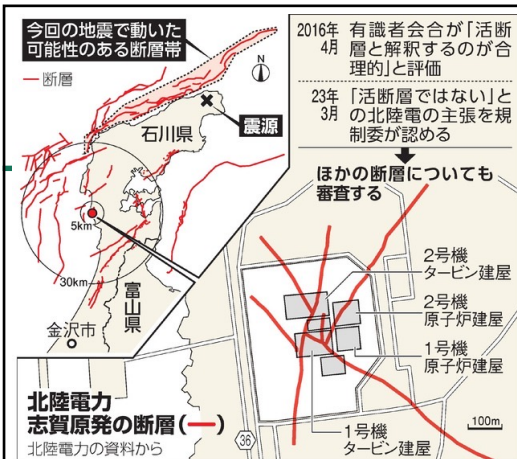 今回の地震で動いた
可能性のある断層帯
断層
N
石川県
震源
5km
30km
富山県
金沢市
2016年
4月
有識者会合が「活断
層と解釈するのが合
理的」と評価
23年
3月
「活断層ではない」と
の北陸電の主張を規
制委が認める
ほかの断層についても
審査する
2号機
タービン建屋
2号機
原子炉建屋
1号機
原子炉建屋
1号機
タービン建屋
36
100m
北陸電力
志賀原発の断層(—)
北陸電力の資料から